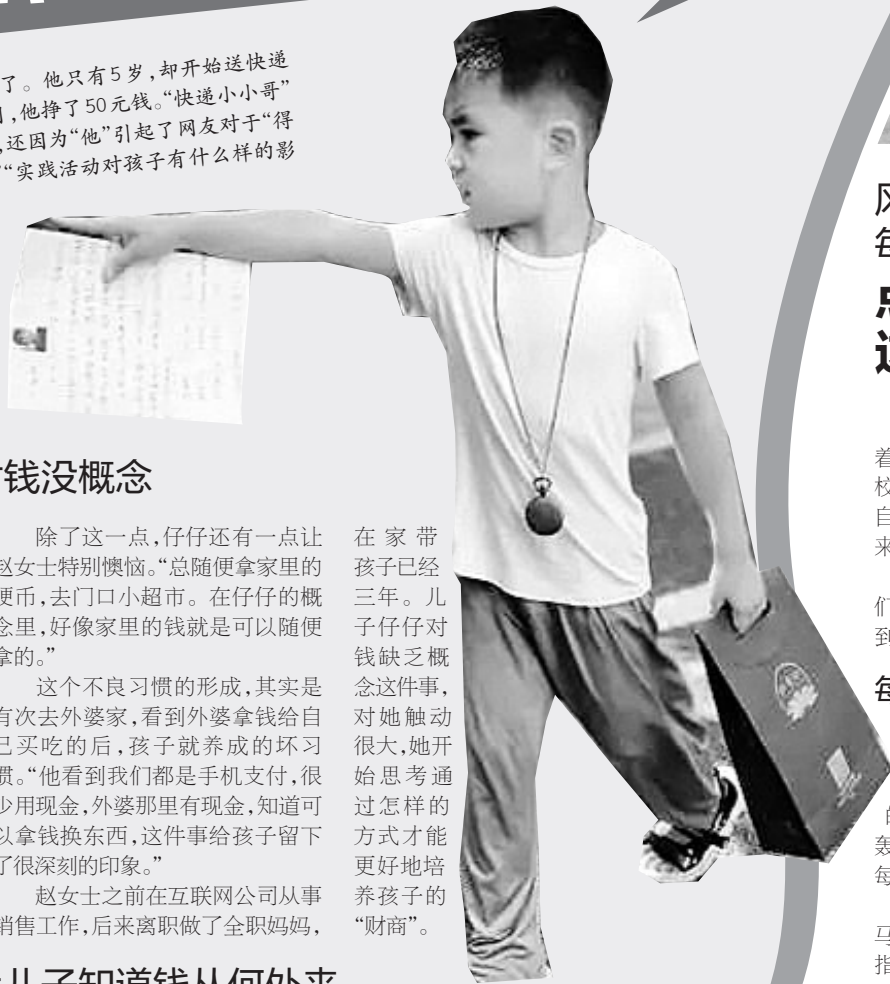 了。他只有5岁,却开始送快递
,他挣了50元钱。“快递小小哥”
,还因为“他”引起了网友对于“得
“实践活动对孩子有什么样的影
钱没概念
除了这一点,仔仔还有一点让
赵女士特别懊恼。“总随便拿家里的
硬币,去门口小超市。在仔仔的概
念里,好像家里的钱就是可以随便
拿的。”
这个不良习惯的形成,其实是
有次去外婆家,看到外婆拿钱给自
己买吃的后,孩子就养成的坏习
惯。“他看到我们都是手机支付,很
少用现金,外婆那里有现金,知道可
以拿钱换东西,这件事给孩子留下
了很深刻的印象。”
赵女士之前在互联网公司从事
销售工作,后来离职做了全职妈妈,
在家带
孩子已经
三年。儿
子仔仔对
钱缺乏概
念这件事,
对她触动
很大,她开
始思考通
过怎样的
方式才能
更好地培
养孩子的
“财商”。
儿子知道钱从何处来
风
每
着
校
自
来
们
到
每
的
轰
每
马
指